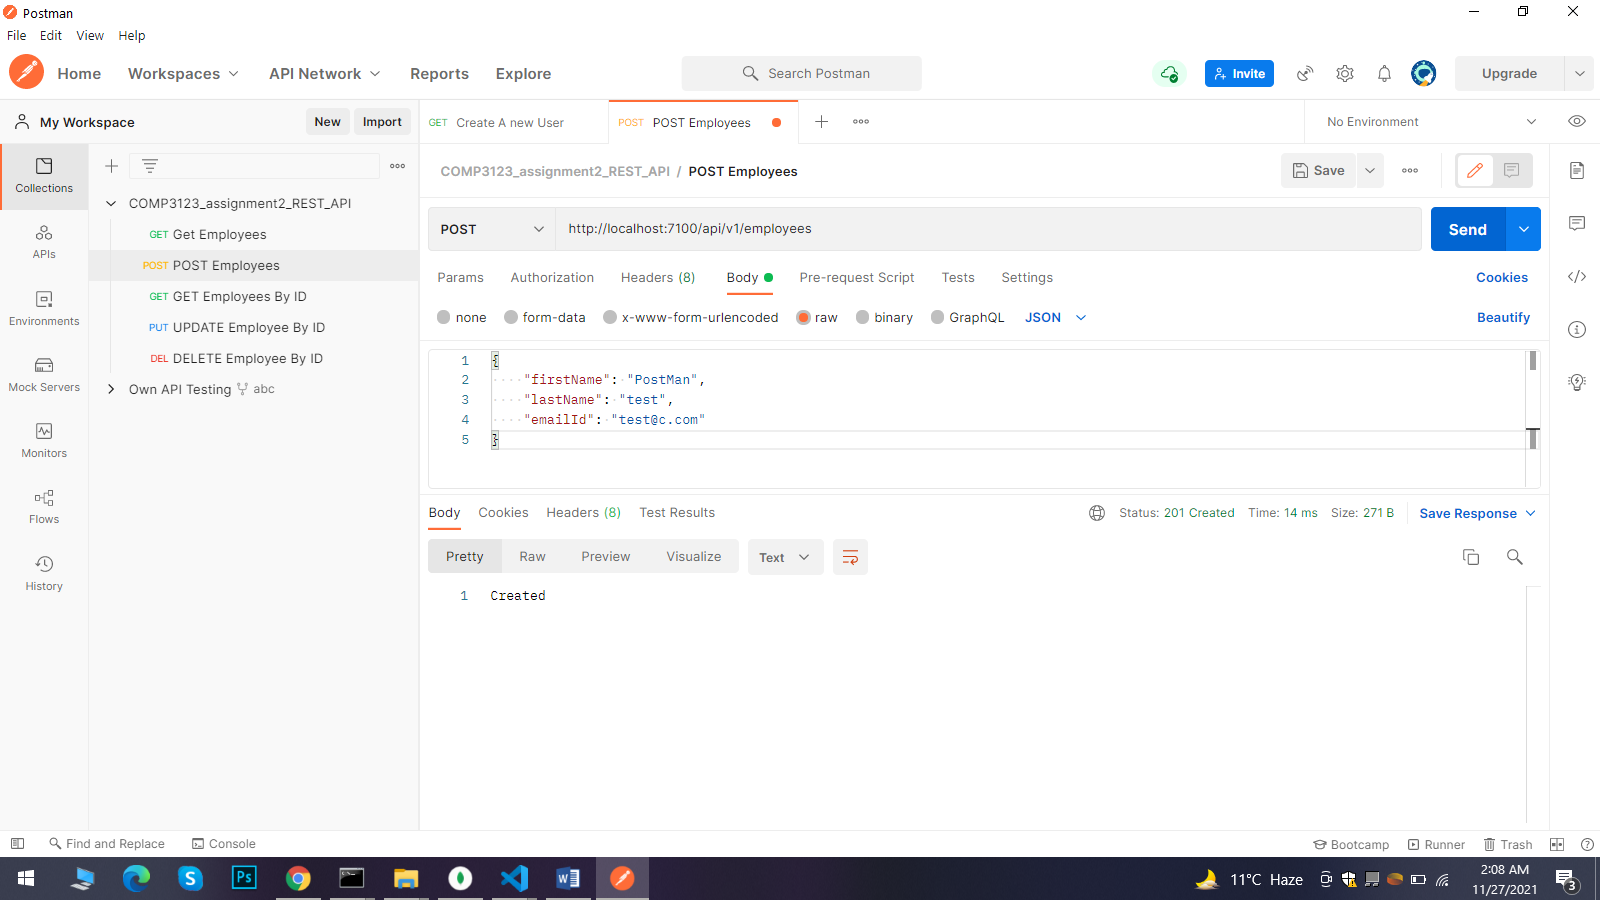 Postman
File Edit View Help
Home Workspaces API Network Reports Explore Search Postman Invite Upgrade
My Workspace New Import GET Create A new User POST POST Employees No Environment
COMP3123_assignment2_REST_API / POST Employees Save
Collections
COMP3123_assignment2_REST_API
GET Get Employees
POST POST Employees
GET GET Employees By ID
PUT UPDATE Employee By ID
DEL DELETE Employee By ID
Own API Testing abc
APIs
Environments
Mock Servers
Monitors
Flows
History
POST http://localhost:7100/api/v1/employees Send
Params Authorization Headers (8) Body Pre-request Script Tests Settings Cookies
none form-data x-www-form-urlencoded raw binary GraphQL JSON Beautify
1 {
2 "firstName": "PostMan",
3 "lastName": "test",
4 "emailId": "test@c.com"
5 }
Body Cookies Headers (8) Test Results Status: 201 Created Time: 14 ms Size: 271 B Save Response
Pretty Raw Preview Visualize Text
1 Created
Find and Replace Console Bootcamp Runner Trash
Ps 11°C Haze 2:08 AM
11/27/2021 3